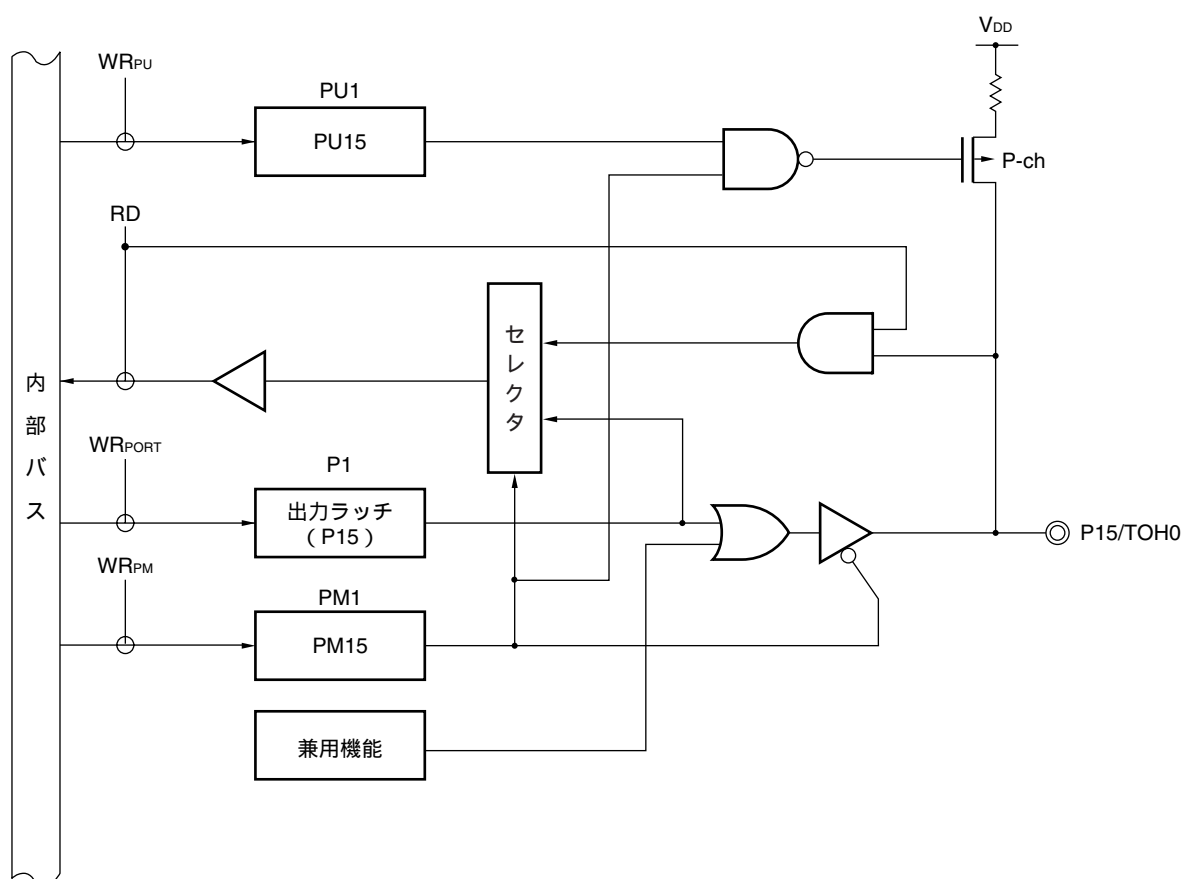 VDD
WRPU
PU1
PU15
P-ch
RD
セレクタ
内部バス
WRPORT
P1
出力ラッチ
(P15)
P15/TOH0
WRPM
PM1
PM15
兼用機能